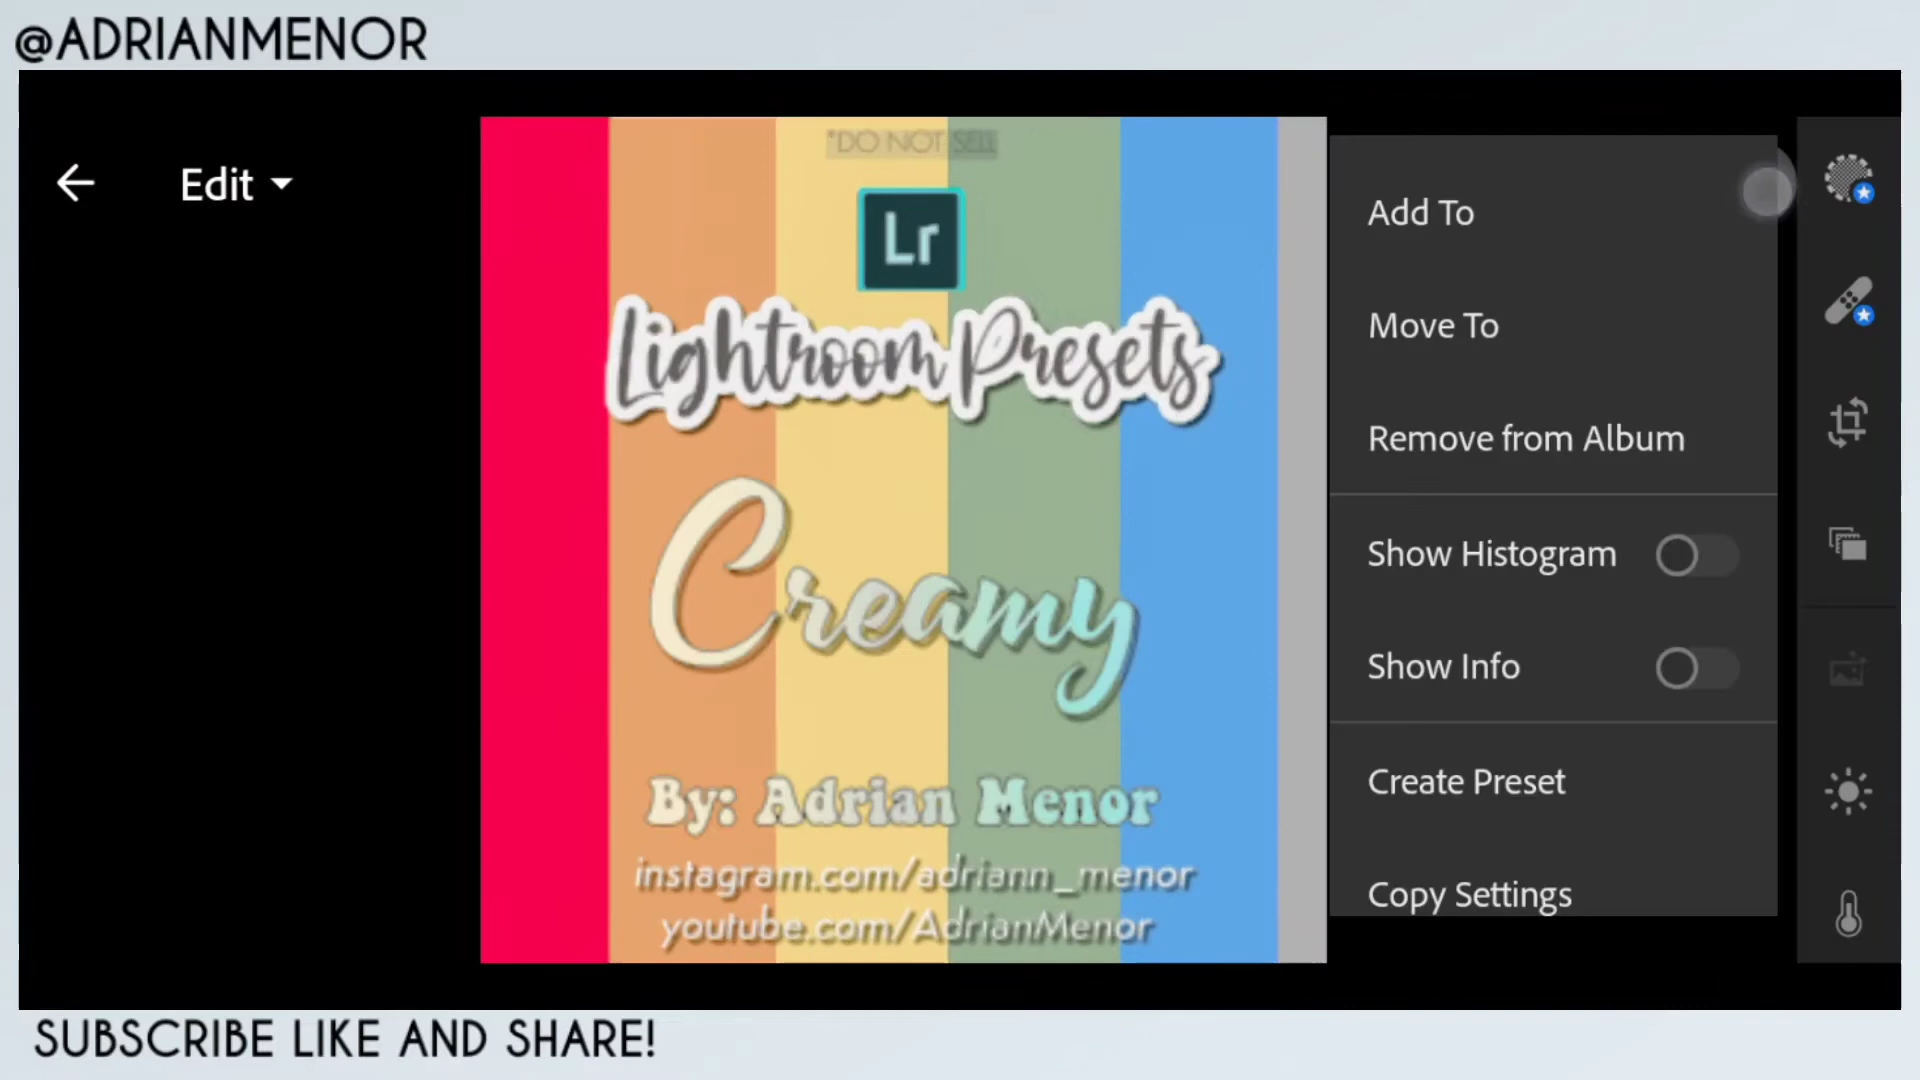 @ADRIANMENOR
Edit
*DO NOT SELL
Lr
Lightroom Presets
Creamy
By: Adrian Menor
instagram.com/adriann_menor
youtube.com/AdrianMenor
Add To
Move To
Remove from Album
Show Histogram
Show Info
Create Preset
Copy Settings
SUBSCRIBE LIKE AND SHARE!